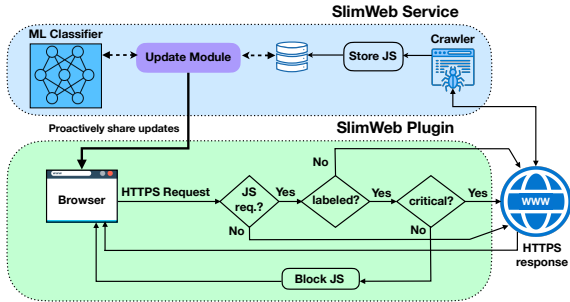 SlimWeb Service
ML Classifier
Crawler
Update Module
Store JS
Proactively share updates
SlimWeb Plugin
No
Browser
HTTPS Request
JS
req.?
Yes
labeled?
Yes
critical?
Yes
WWW
No
No
HTTPS
response
Block JS